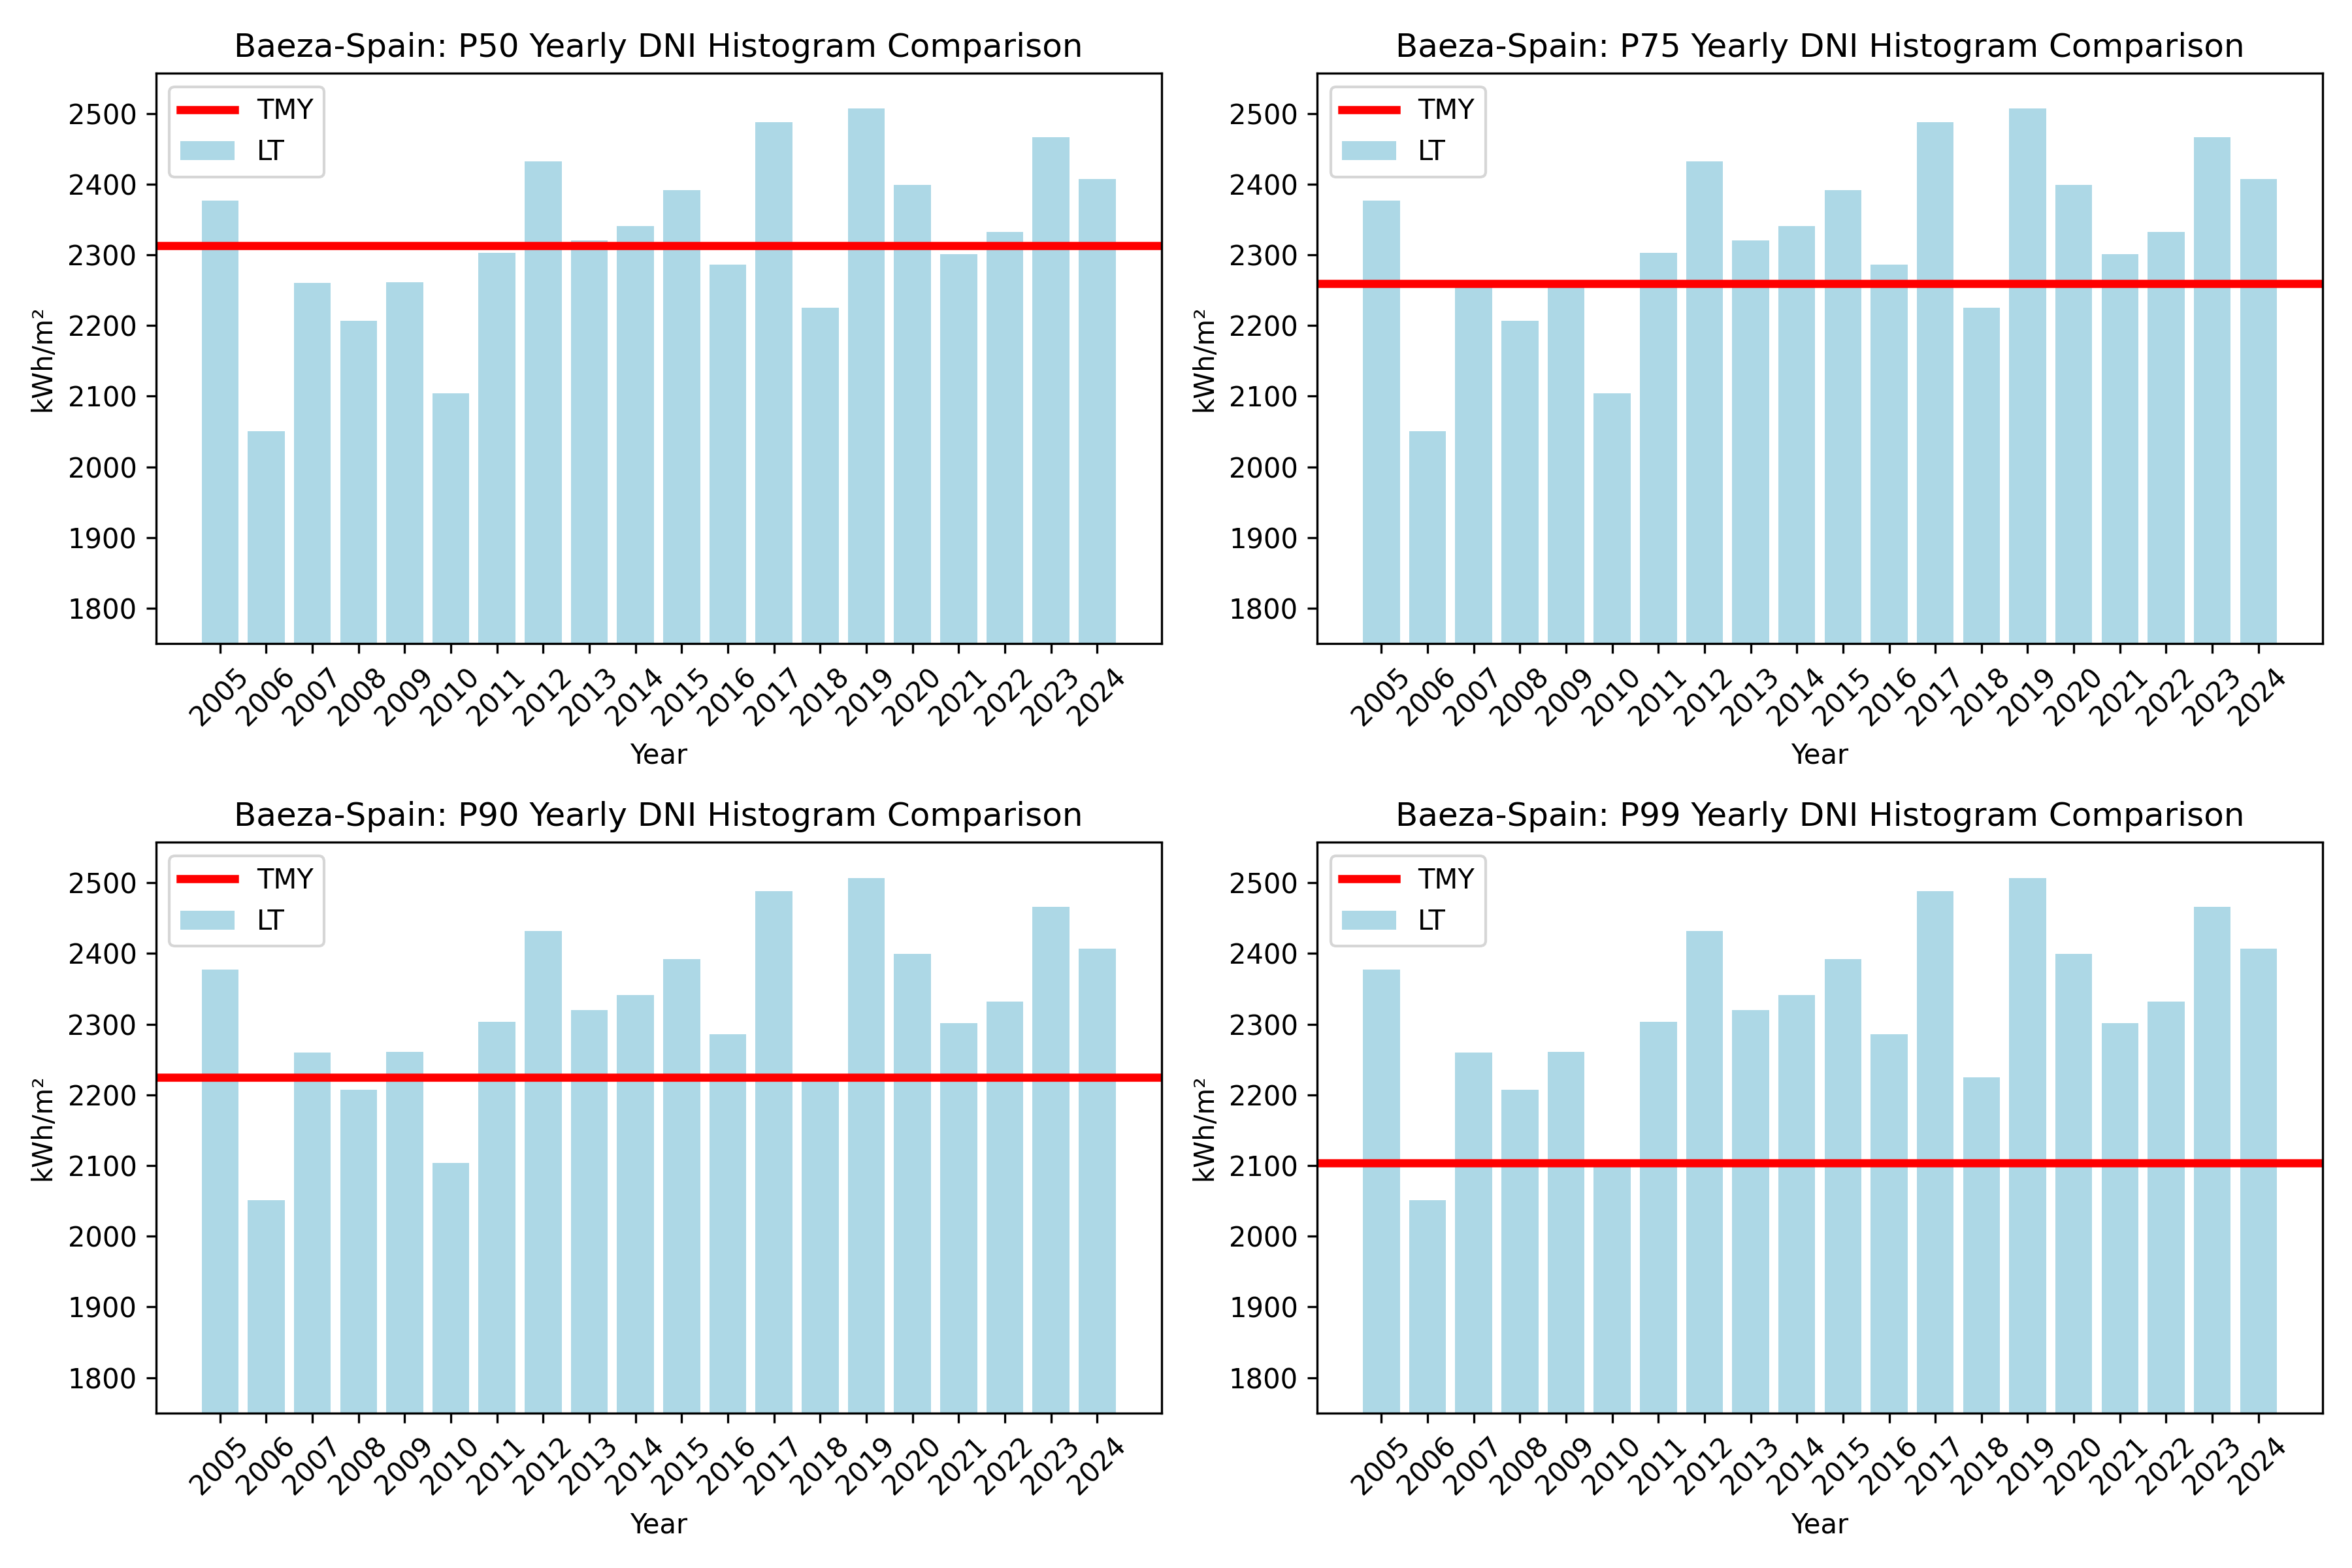 Baeza-Spain: P50 Yearly DNI Histogram Comparison
TMY
LT
2500
2400
2300
2200
2100
2000
1900
1800
kWh/m²
2005 2006 2007 2008 2009 2010 2011 2012 2013 2014 2015 2016 2017 2018 2019 2020 2021 2022 2023 2024
Year
Baeza-Spain: P75 Yearly DNI Histogram Comparison
TMY
LT
2500
2400
2300
2200
2100
2000
1900
1800
kWh/m²
2005 2006 2007 2008 2009 2010 2011 2012 2013 2014 2015 2016 2017 2018 2019 2020 2021 2022 2023 2024
Year
Baeza-Spain: P90 Yearly DNI Histogram Comparison
TMY
LT
2500
2400
2300
2200
2100
2000
1900
1800
kWh/m²
2005 2006 2007 2008 2009 2010 2011 2012 2013 2014 2015 2016 2017 2018 2019 2020 2021 2022 2023 2024
Year
Baeza-Spain: P99 Yearly DNI Histogram Comparison
TMY
LT
2500
2400
2300
2200
2100
2000
1900
1800
kWh/m²
2005 2006 2007 2008 2009 2010 2011 2012 2013 2014 2015 2016 2017 2018 2019 2020 2021 2022 2023 2024
Year